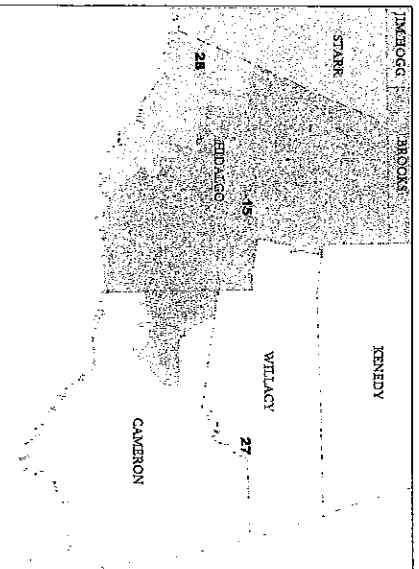 JIM HOGG
BROOKS
KENEDY
STARR
28
HIDALGO
15
WILLACY
27
CAMERON